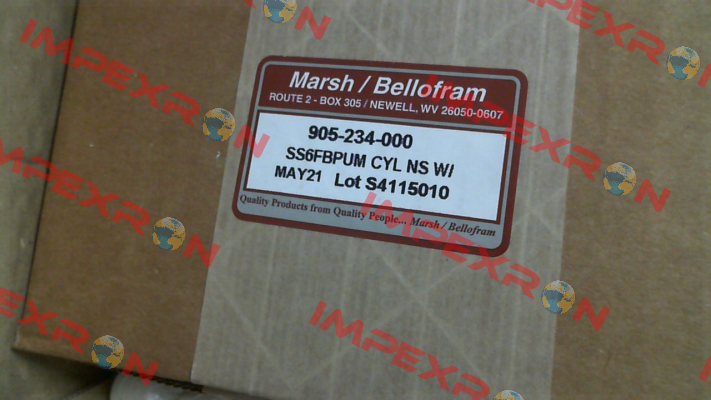 Marsh / Bellofram
ROUTE 2 - BOX 305 / NEWELL, WV 26050-0607
905-234-000
SS6FBPUM CYL NS W/
MAY21 Lot S4115010
Quality Products from Quality People... Marsh / Bellofram
IMPEXRON
IMPEXRON
IMPEXRON
IMPEXRON
IMPEXRON
IMPEXRON
IMPEXRON